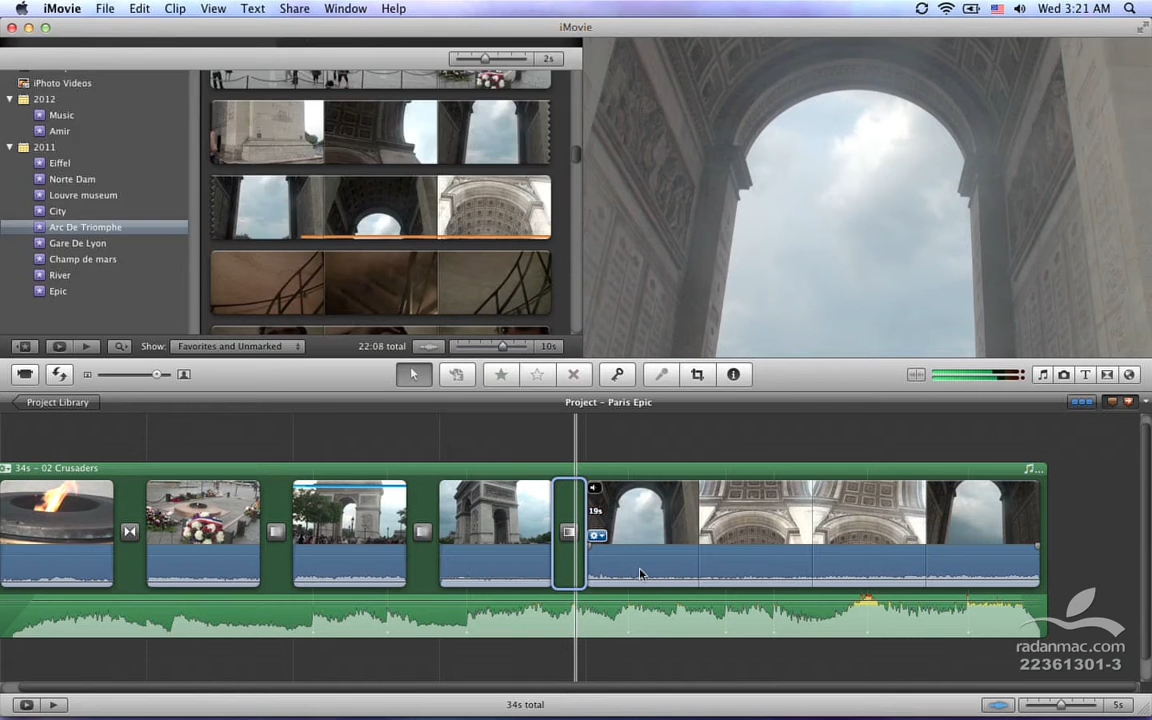 iMovie File Edit Clip View Text Share Window Help Wed 3:21 AM
iMovie
2s
iPhoto Videos
2012
Music
Amir
2011
Eiffel
Norte Dam
Louvre museum
City
Arc De Triomphe
Gare De Lyon
Champ de mars
River
Epic
Show: Favorites and Unmarked 22:08 total 10s
Project Library Project – Paris Epic
34s – 02 Crusaders
19s
radanmac.com
22361301-3
34s total 5s